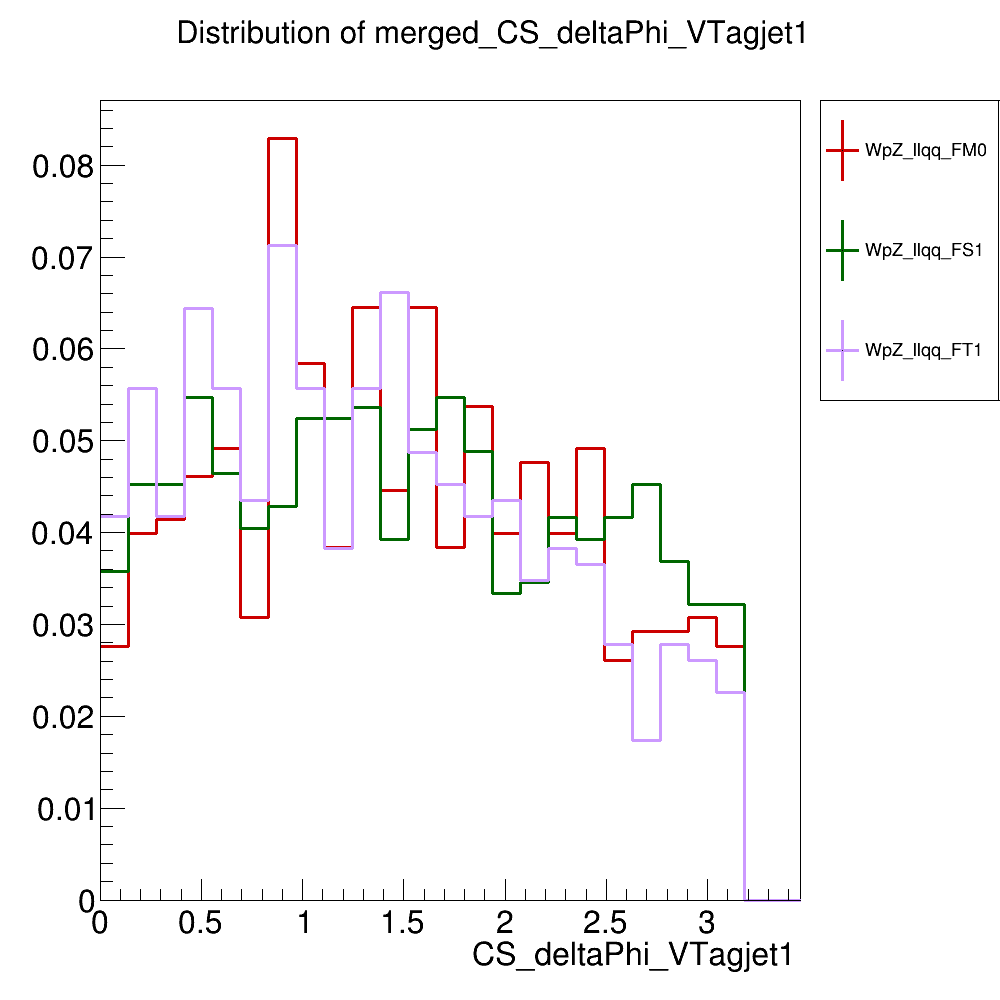 Distribution of merged_CS_deltaPhi_VTagjet1
WpZ_llqq_FM0
WpZ_llqq_FS1
WpZ_llqq_FT1
0.08
0.07
0.06
0.05
0.04
0.03
0.02
0.01
0
0 0.5 1 1.5 2 2.5 3
CS_deltaPhi_VTagjet1